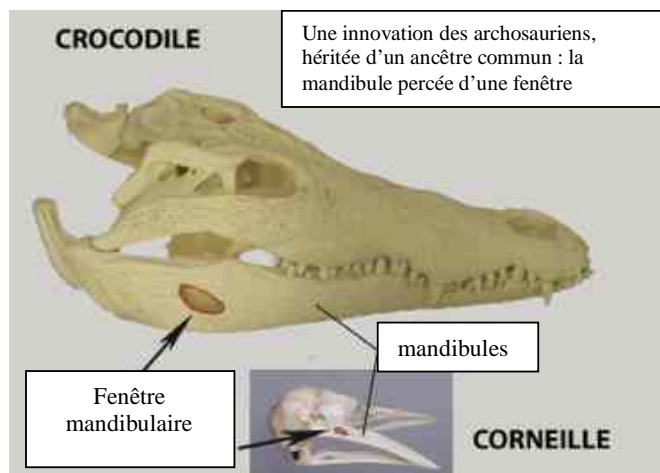 CROCODILE
Une innovation des archosauriens,
héritée d'un ancêtre commun : la
mandibule percée d'une fenêtre
mandibules
Fenêtre
mandibulaire
CORNEILLE